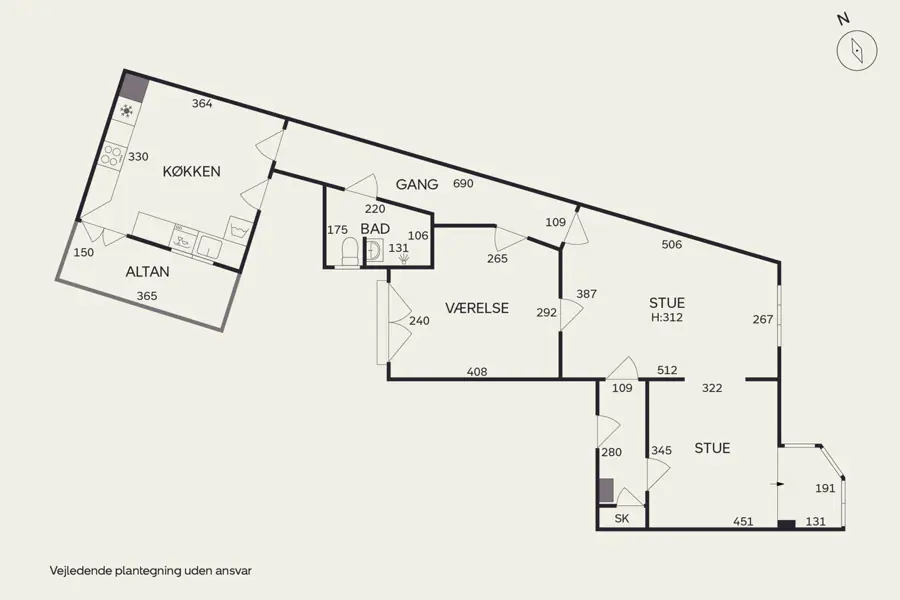 N
364
330
KØKKEN
GANG 690
220
175
BAD
106
131
109
506
150
ALTAN
365
265
VÆRELSE
240
292
387
STUE
H:312
267
408
512
109
322
280
345
STUE
191
SK
451
131
Vejledende plantegning uden ansvar